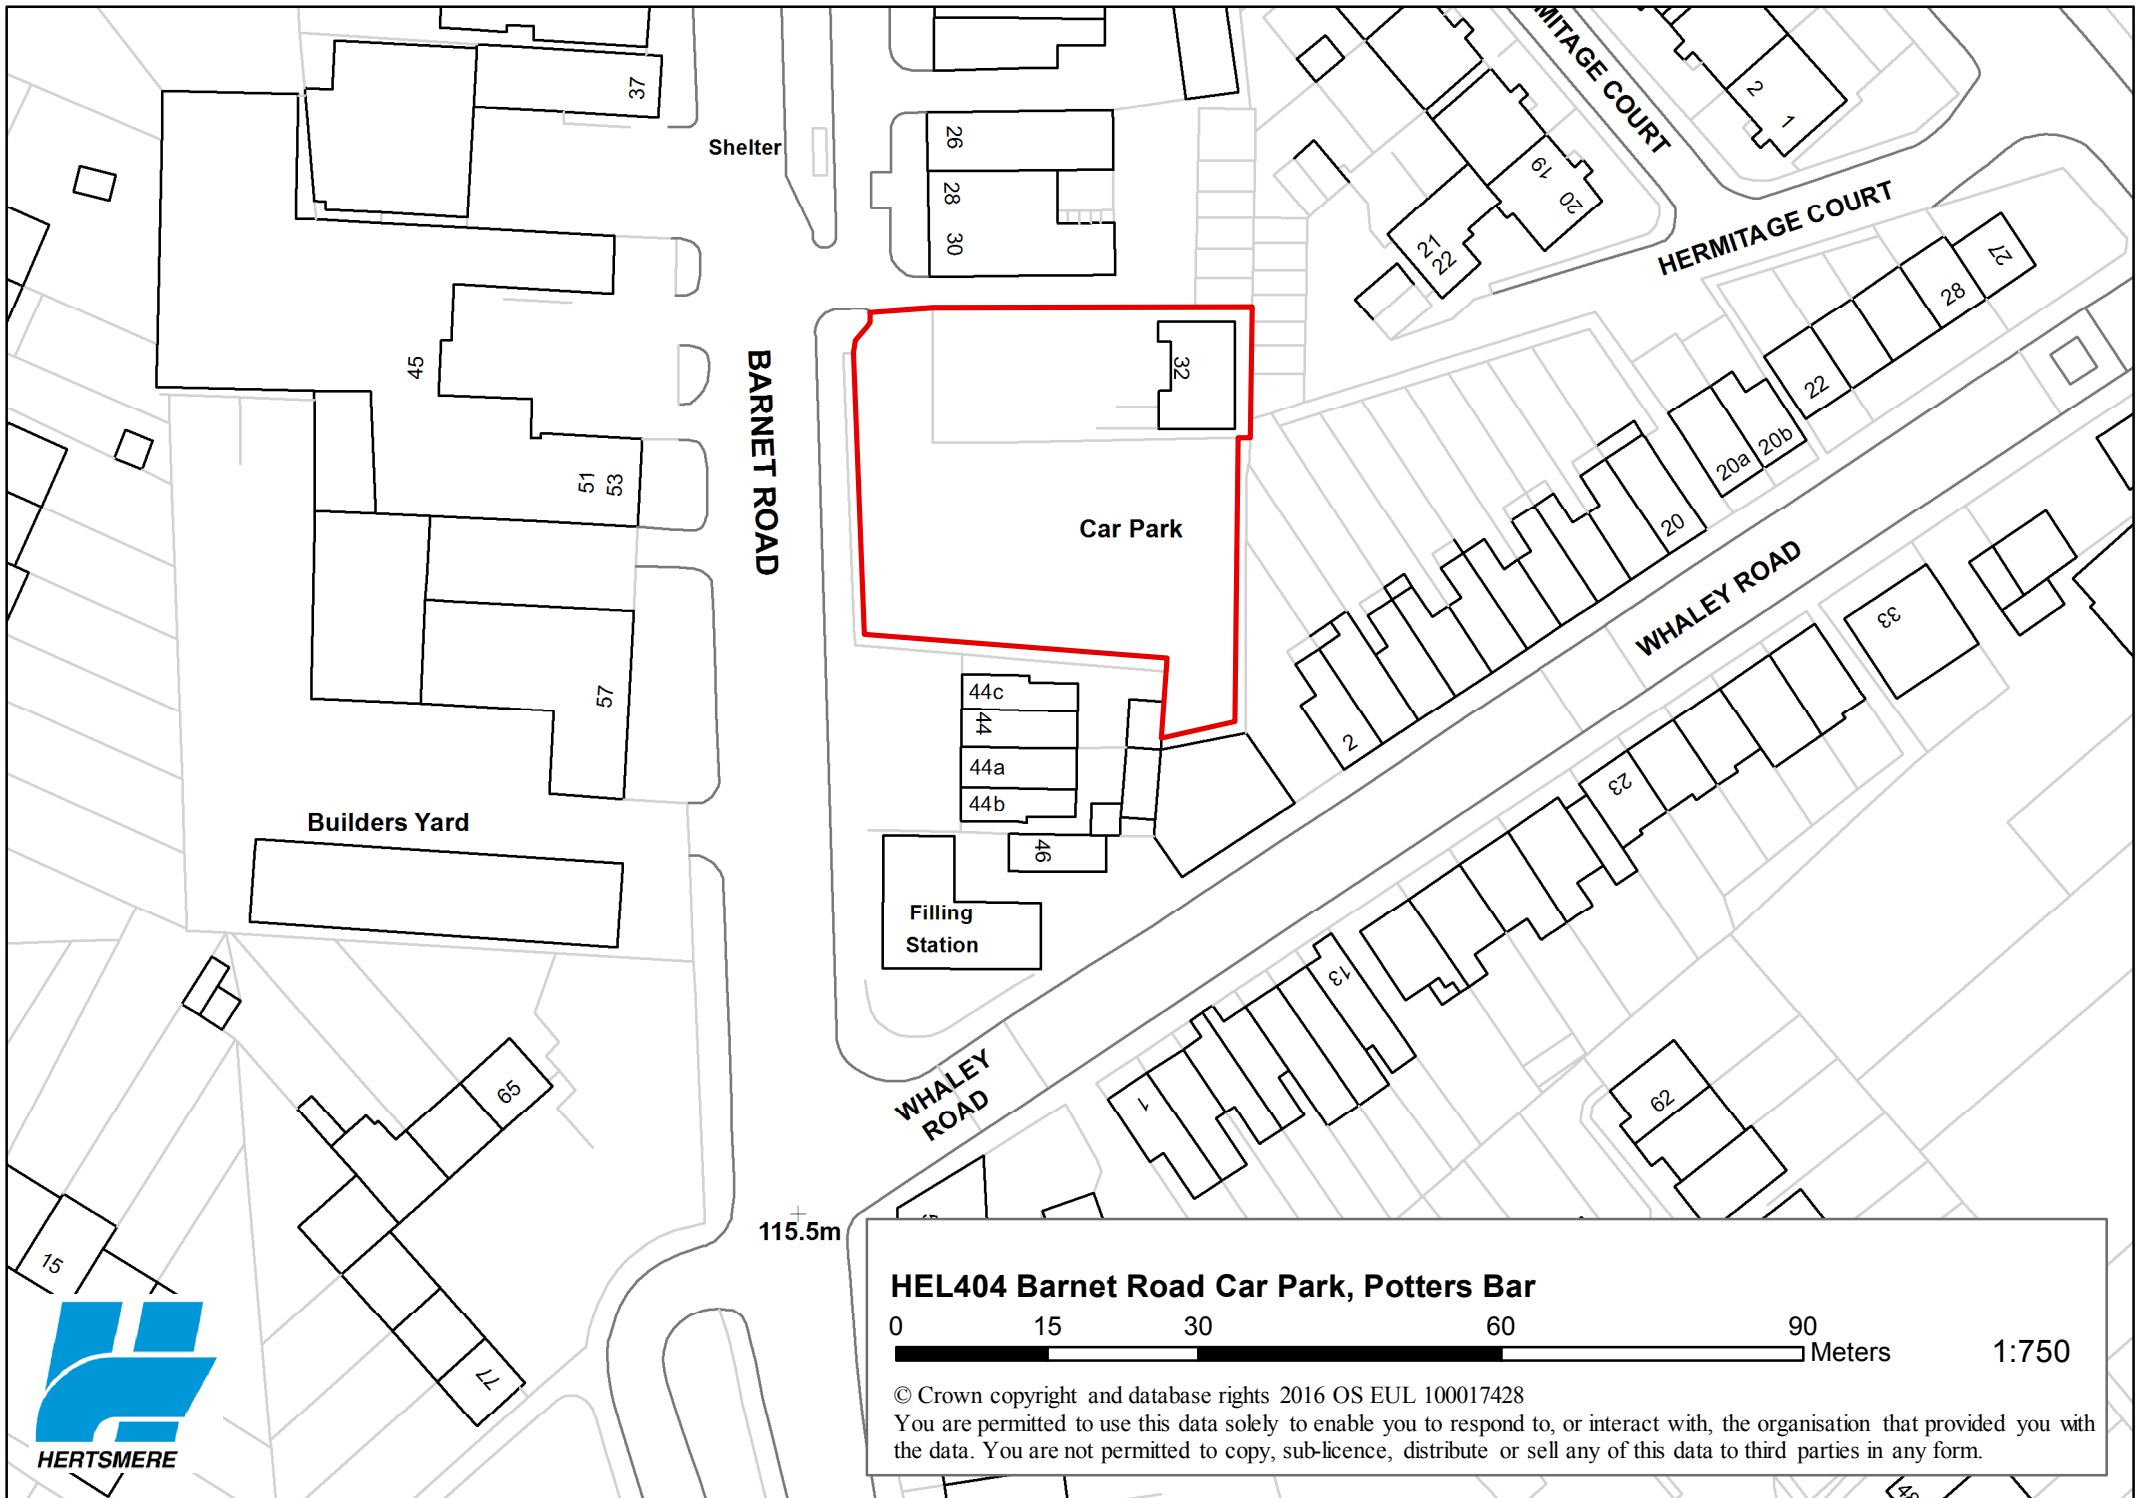 37
Shelter
26
28
30
MITAGE COURT
2
1
19
20
21
22
HERMITAGE COURT
27
28
22
32
45
BARNET ROAD
51
53
Car Park
20a
20b
20
WHALEY ROAD
33
57
44c
44
44a
44b
46
2
23
Builders Yard
Filling
Station
13
WHALEY
ROAD
1
65
62
115.5m
15
77
HERTSMERE
HEL404 Barnet Road Car Park, Potters Bar
0 15 30 60 90
Meters
1:750
© Crown copyright and database rights 2016 OS EUL 100017428
You are permitted to use this data solely to enable you to respond to, or interact with, the organisation that provided you with
the data. You are not permitted to copy, sub-licence, distribute or sell any of this data to third parties in any form.